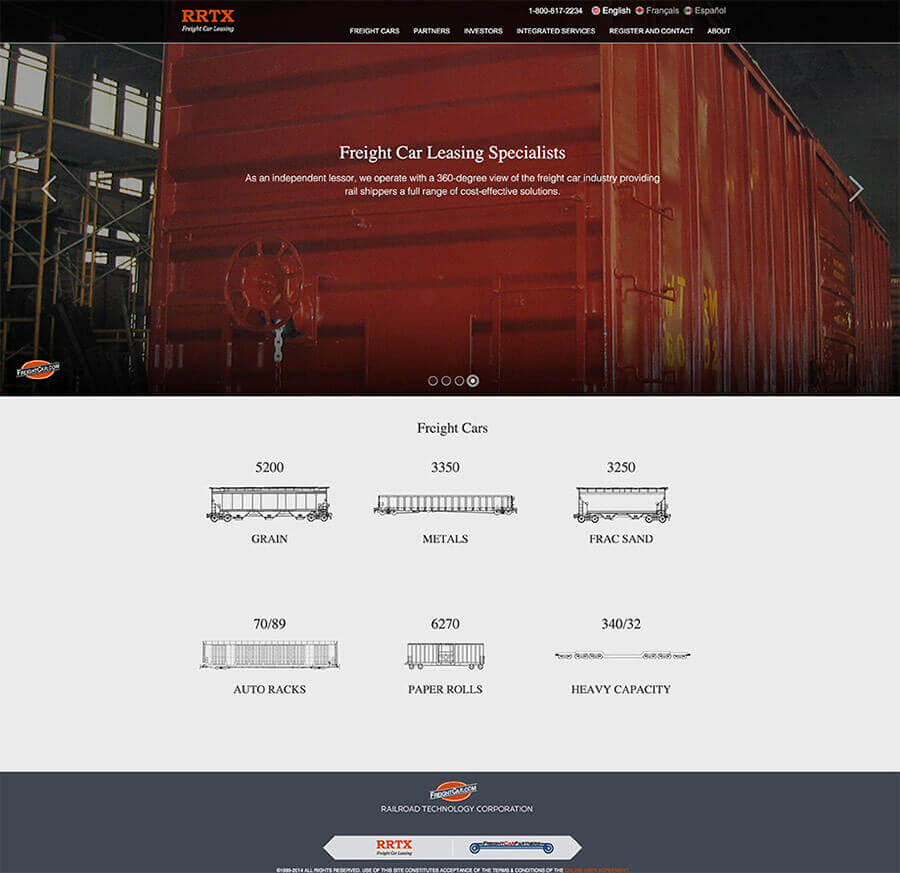 RRTX
Freight Car Leasing
1-800-617-2234 English Français Español
FREIGHT CARS PARTNERS INVESTORS INTEGRATED SERVICES REGISTER AND CONTACT ABOUT
Freight Car Leasing Specialists
As an independent lessor, we operate with a 360-degree view of the freight car industry providing
rail shippers a full range of cost-effective solutions.
FREIGHTCAR.COM
Freight Cars
5200 3350 3250
GRAIN METALS FRAC SAND
70/89 6270 340/32
AUTO RACKS PAPER ROLLS HEAVY CAPACITY
FREIGHTCAR.COM
RAILROAD TECHNOLOGY CORPORATION
RRTX
Freight Car Leasing
©1999-2014 ALL RIGHTS RESERVED. USE OF THIS SITE CONSTITUTES ACCEPTANCE OF THE TERMS & CONDITIONS OF THE